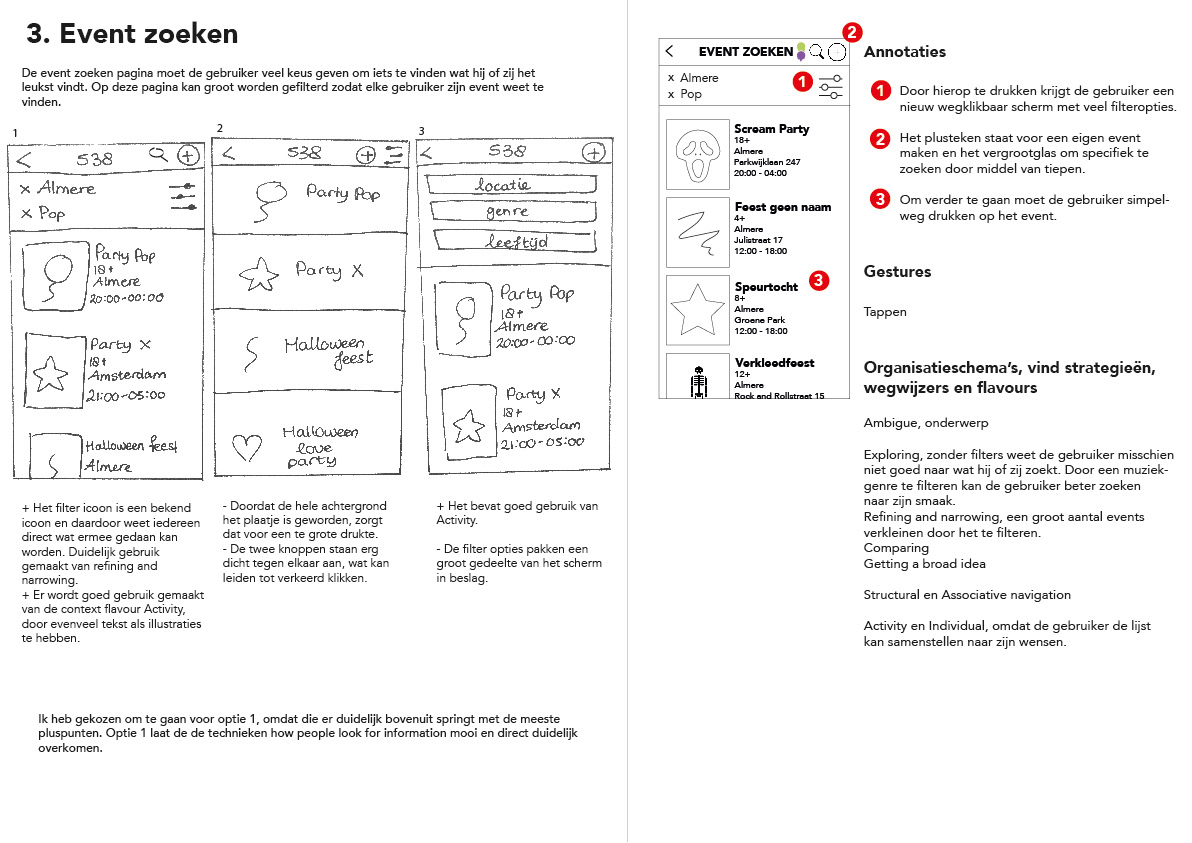 3. Event zoeken
De event zoeken pagina moet de gebruiker veel keus geven om iets te vinden wat hij of zij het
leukst vindt. Op deze pagina kan groot worden gefilterd zodat elke gebruiker zijn event weet te
vinden.
1
< 538
x Almere
x Pop
Party Pop
18+
Almere
20:00-00:00
Party X
18+
Amsterdam
21:00-05:00
Halloween feest
Almere
2
< 538
Party Pop
Party X
Halloween
feest
Halloween
love
party
3
< 538
locatie
genre
leeftijd
Party Pop
18+
Almere
20:00-00:00
Party X
18+
Amsterdam
21:00-05:00
+ Het filter icoon is een bekend
icoon en daardoor weet iedereen
direct wat ermee gedaan kan
worden. Duidelijk gebruik
gemaakt van refining and
narrowing.
+ Er wordt goed gebruik gemaakt
van de context flavour Activity,
door evenveel tekst als illustraties
te hebben.
- Doordat de hele achtergrond
het plaatje is geworden, zorgt
dat voor een te grote drukte.
- De twee knoppen staan erg
dicht tegen elkaar aan, wat kan
leiden tot verkeerd klikken.
+ Het bevat goed gebruik van
Activity.
- De filter opties pakken een
groot gedeelte van het scherm
in beslag.
Ik heb gekozen om te gaan voor optie 1, omdat die er duidelijk bovenuit springt met de meeste
pluspunten. Optie 1 laat de de technieken how people look for information mooi en direct duidelijk
overkomen.
2
< EVENT ZOEKEN
x Almere
x Pop
1
Scream Party
18+
Almere
Parkwijklaan 247
20:00 - 04:00
Feest geen naam
4+
Almere
Julistraat 17
12:00 - 18:00
Speurtocht
3
8+
Almere
Groene Park
12:00 - 18:00
Verkleedfeest
12+
Almere
Rock and Rollstraat 15
Annotaties
1 Door hierop te drukken krijgt de gebruiker een
nieuw wegklikbaar scherm met veel filteropties.
2 Het plusteken staat voor een eigen event
maken en het vergrootglas om specifiek te
zoeken door middel van tiepen.
3 Om verder te gaan moet de gebruiker simpel-
weg drukken op het event.
Gestures
Tappen
Organisatieschema's, vind strategieën,
wegwijzers en flavours
Ambigue, onderwerp
Exploring, zonder filters weet de gebruiker misschien
niet goed naar wat hij of zij zoekt. Door een muziek-
genre te filteren kan de gebruiker beter zoeken
naar zijn smaak.
Refining and narrowing, een groot aantal events
verkleinen door het te filteren.
Comparing
Getting a broad idea
Structural en Associative navigation
Activity en Individual, omdat de gebruiker de lijst
kan samenstellen naar zijn wensen.